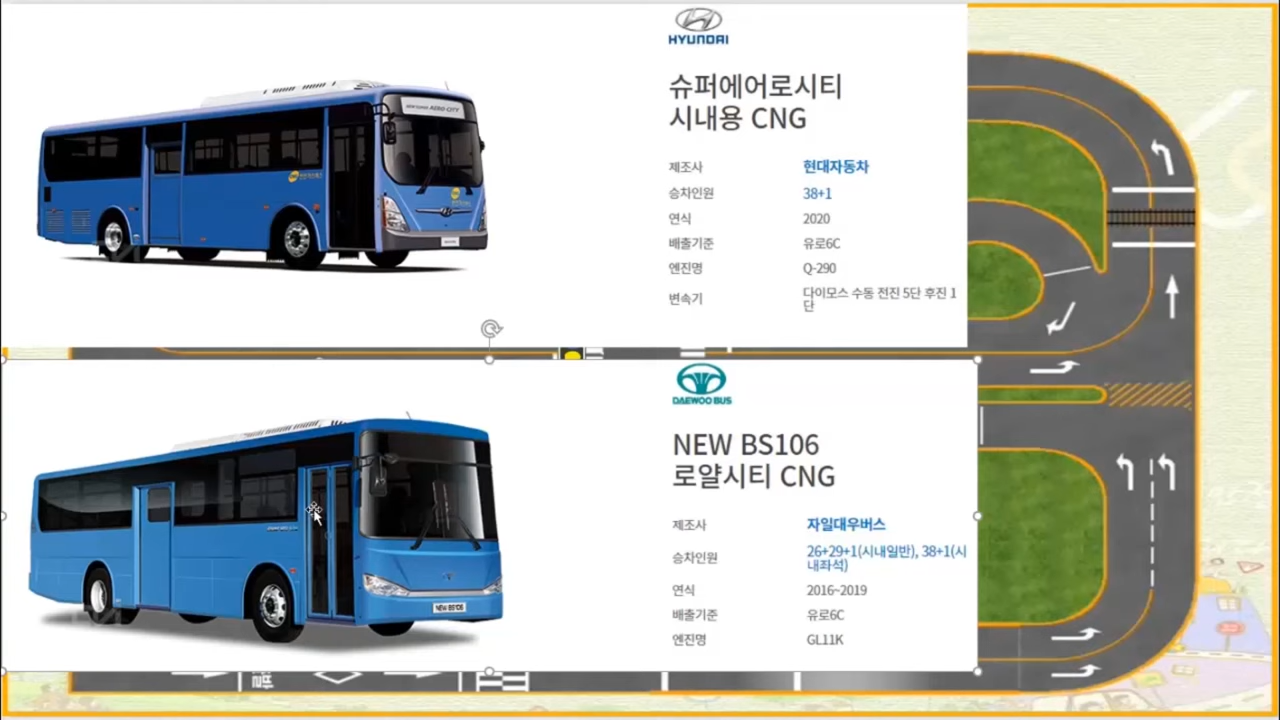 HYUNDAI
슈퍼에어로시티
시내용 CNG
제조사 현대자동차
승차인원 38+1
연식 2020
배출기준 유로6C
엔진명 Q-290
변속기 다이모스 수동 전진 5단 후진 1
단
DAEWOO BUS
NEW BS106
로얄시티 CNG
제조사 자일대우버스
승차인원 26+29+1(시내일반), 38+1(시
내좌석)
연식 2016~2019
배출기준 유로6C
엔진명 GL11K
NEW BS106